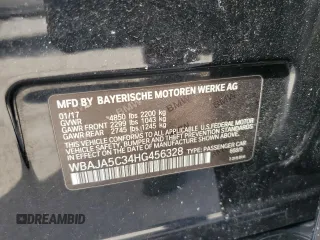 MFD BY BAYERISCHE MOTOREN WERKE AG
01/17
GVWR 4850 lbs 2200 kg
GAWR FRONT 2299 lbs 1043 kg
GAWR REAR 2745 lbs 1245 kg
THIS VEHICLE CONFORMS TO ALL APPLICABLE U.S. FEDERAL MOTOR
VEHICLE SAFETY, BUMPER AND THEFT PREVENTION STANDARDS IN
EFFECT ON THE DATE OF MANUFACTURE SHOWN ABOVE.
WBAJA5C34HG456328 TYPE: PASSENGER CAR
DREAMBID